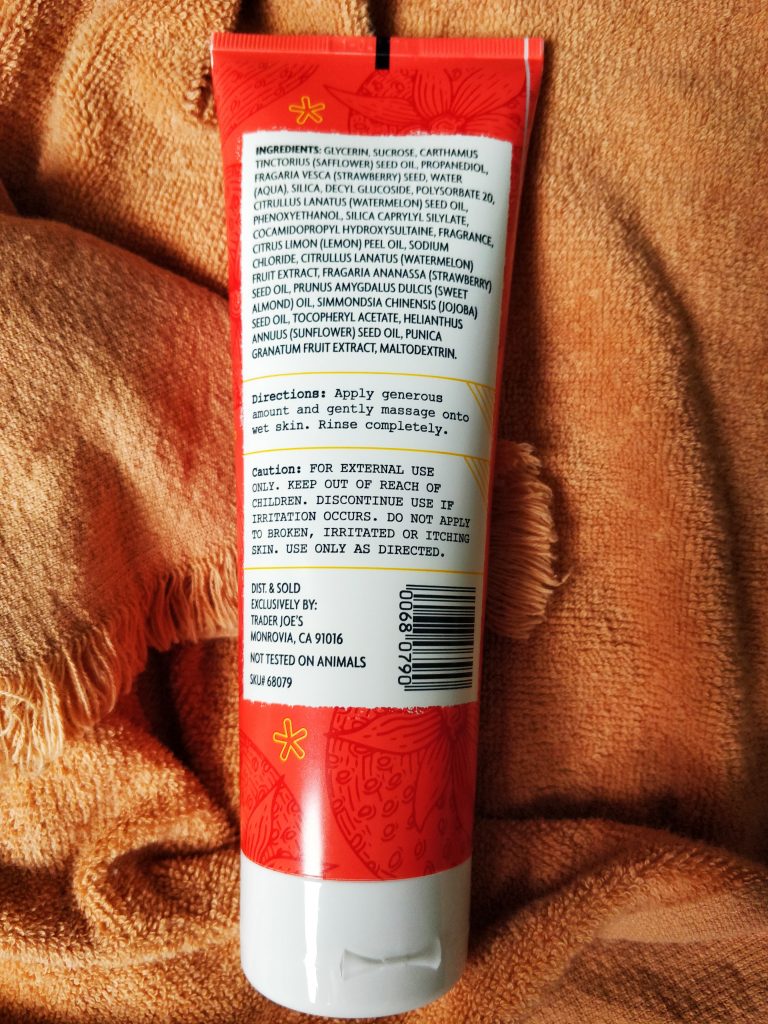 INGREDIENTS: GLYCERIN, SUCROSE, CARTHAMUS
TINCTORIUS (SAFFLOWER) SEED OIL, PROPANEDIOL,
FRAGARIA VESCA (STRAWBERRY) SEED, WATER
(AQUA), SILICA, DECYL GLUCOSIDE, POLYSORBATE 20,
CITRULLUS LANATUS (WATERMELON) SEED OIL,
PHENOXYETHANOL, SILICA CAPRYLYL SILYLATE,
COCAMIDOPROPYL HYDROXYSULTAINE, FRAGRANCE,
CITRUS LIMON (LEMON) PEEL OIL, SODIUM
CHLORIDE, CITRULLUS LANATUS (WATERMELON)
FRUIT EXTRACT, FRAGARIA ANANASSA (STRAWBERRY)
SEED OIL, PRUNUS AMYGDALUS DULCIS (SWEET
ALMOND) OIL, SIMMONDSIA CHINENSIS (JOJOBA)
SEED OIL, TOCOPHERYL ACETATE, HELIANTHUS
ANNUUS (SUNFLOWER) SEED OIL, PUNICA
GRANATUM FRUIT EXTRACT, MALTODEXTRIN.
Directions: Apply generous
amount and gently massage onto
wet skin. Rinse completely.
Caution: FOR EXTERNAL USE
ONLY. KEEP OUT OF REACH OF
CHILDREN. DISCONTINUE USE IF
IRRITATION OCCURS. DO NOT APPLY
TO BROKEN, IRRITATED OR ITCHING
SKIN. USE ONLY AS DIRECTED.
DIST. & SOLD
EXCLUSIVELY BY:
TRADER JOE'S
MONROVIA, CA 91016
NOT TESTED ON ANIMALS
SKU# 68079
0068 0790